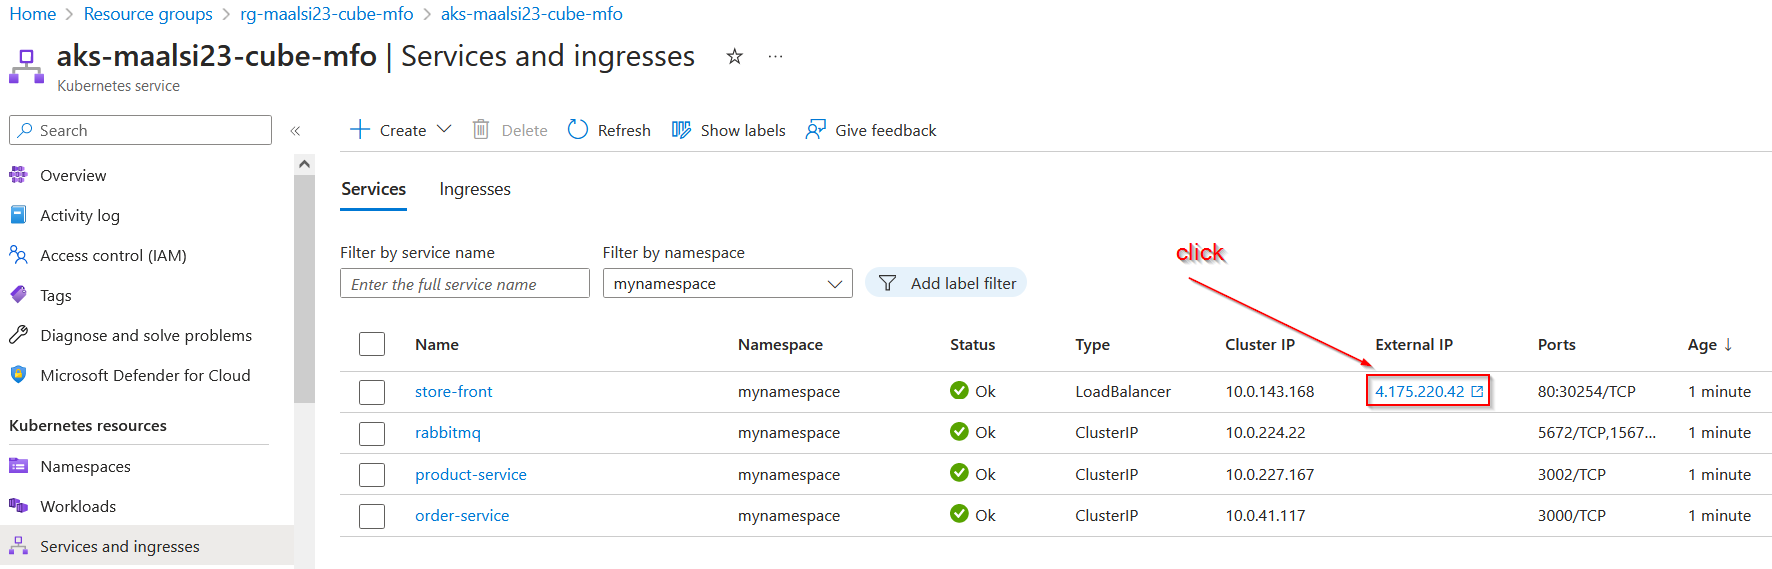 Home > Resource groups > rg-maalsi23-cube-mfo > aks-maalsi23-cube-mfo
aks-maalsi23-cube-mfo | Services and ingresses
Kubernetes service
Search
Create Delete Refresh Show labels Give feedback
Overview
Activity log
Access control (IAM)
Tags
Diagnose and solve problems
Microsoft Defender for Cloud
Kubernetes resources
Namespaces
Workloads
Services and ingresses
Services Ingresses
Filter by service name Filter by namespace
Enter the full service name mynamespace Add label filter
click
Name Namespace Status Type Cluster IP External IP Ports Age ↓
store-front mynamespace Ok LoadBalancer 10.0.143.168 4.175.220.42 80:30254/TCP 1 minute
rabbitmq mynamespace Ok ClusterIP 10.0.224.22 5672/TCP,1567... 1 minute
product-service mynamespace Ok ClusterIP 10.0.227.167 3002/TCP 1 minute
order-service mynamespace Ok ClusterIP 10.0.41.117 3000/TCP 1 minute